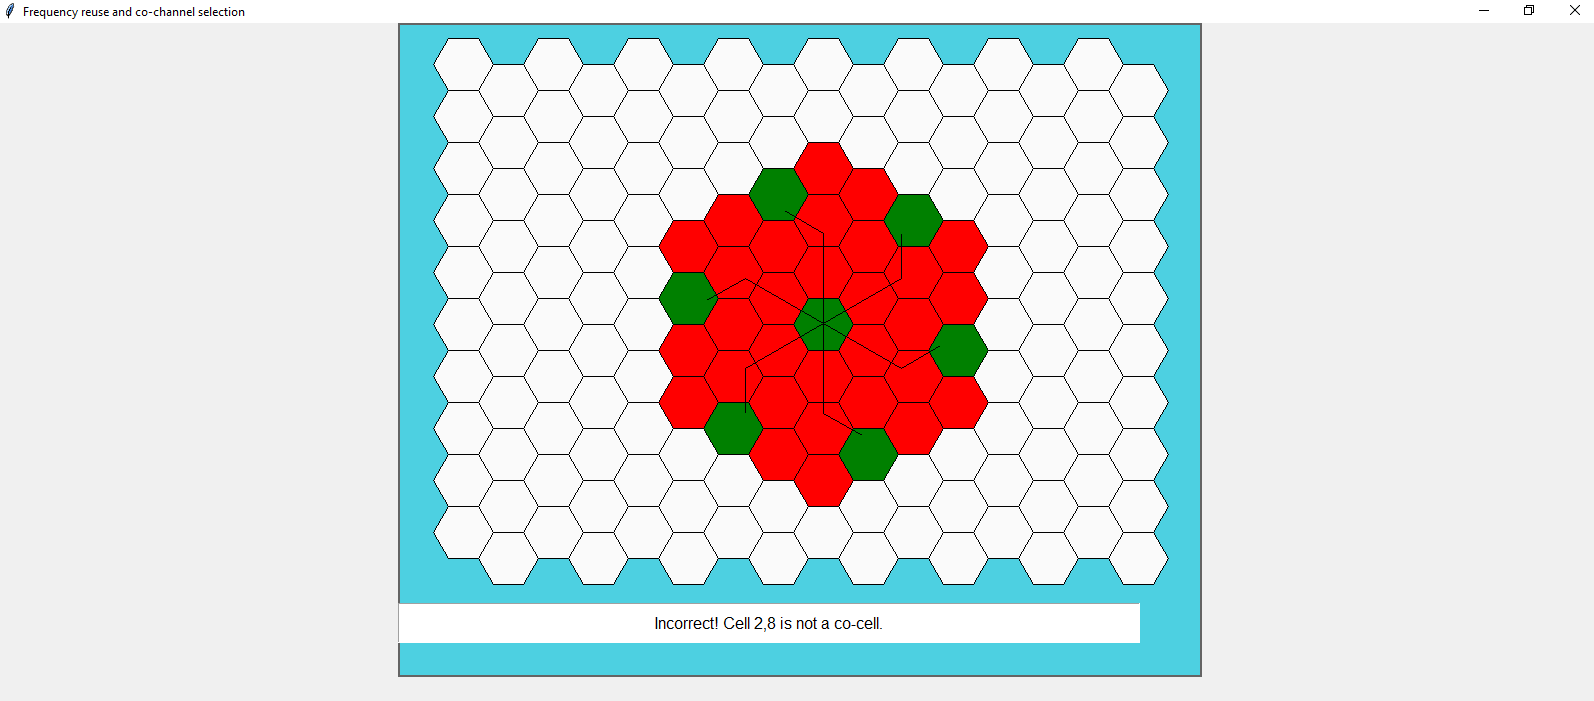 Frequency reuse and co-channel selection
Incorrect! Cell 2,8 is not a co-cell.